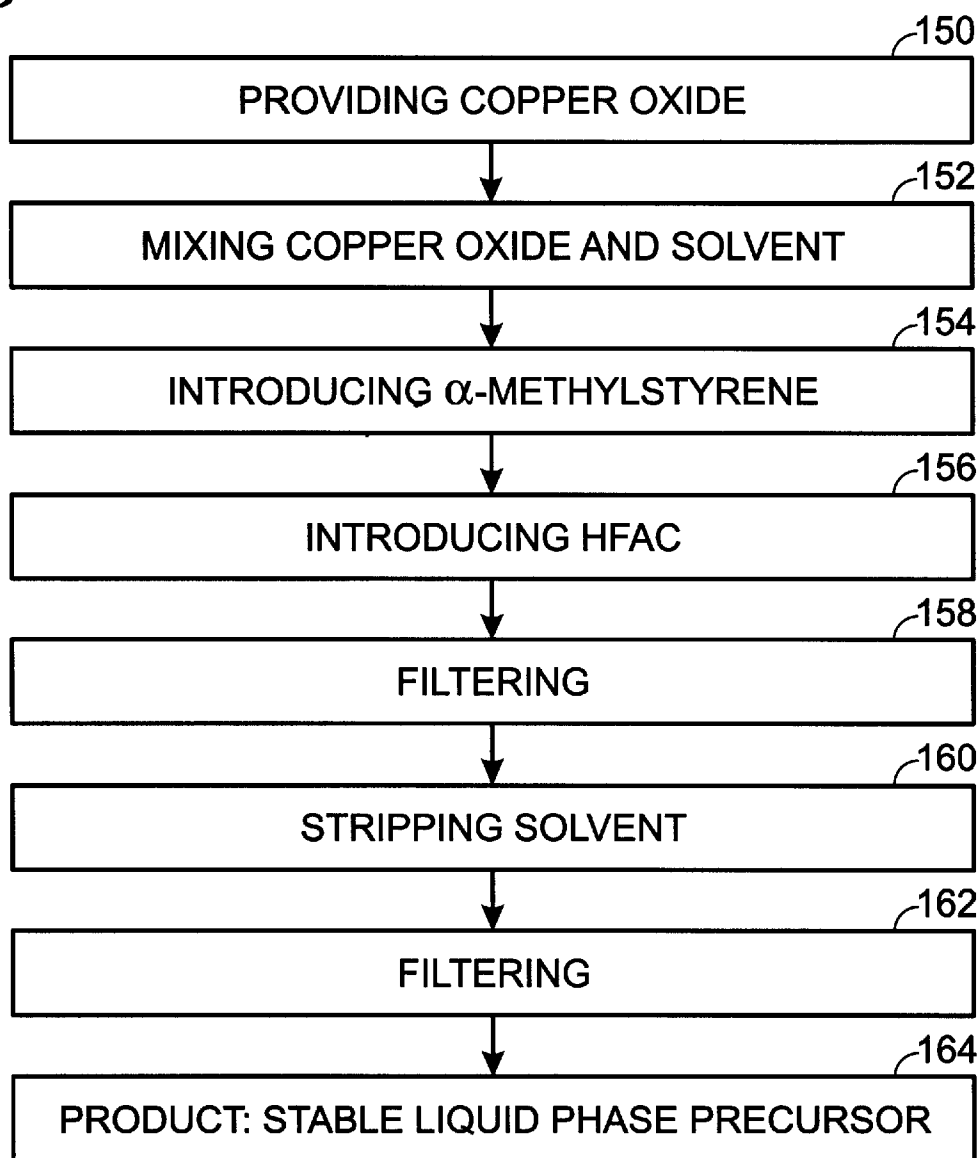 150
PROVIDING COPPER OXIDE
152
MIXING COPPER OXIDE AND SOLVENT
154
INTRODUCING α-METHYLSTYRENE
156
INTRODUCING HFAC
158
FILTERING
160
STRIPPING SOLVENT
162
FILTERING
164
PRODUCT: STABLE LIQUID PHASE PRECURSOR